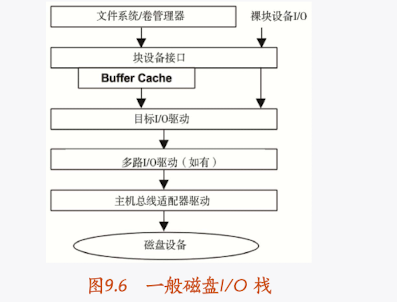 文件系统/卷管理器 裸块设备I/O
块设备接口
Buffer Cache
目标I/O驱动
多路I/O驱动（如有）
主机总线适配器驱动
磁盘设备
图9.6 一般磁盘I/O 栈